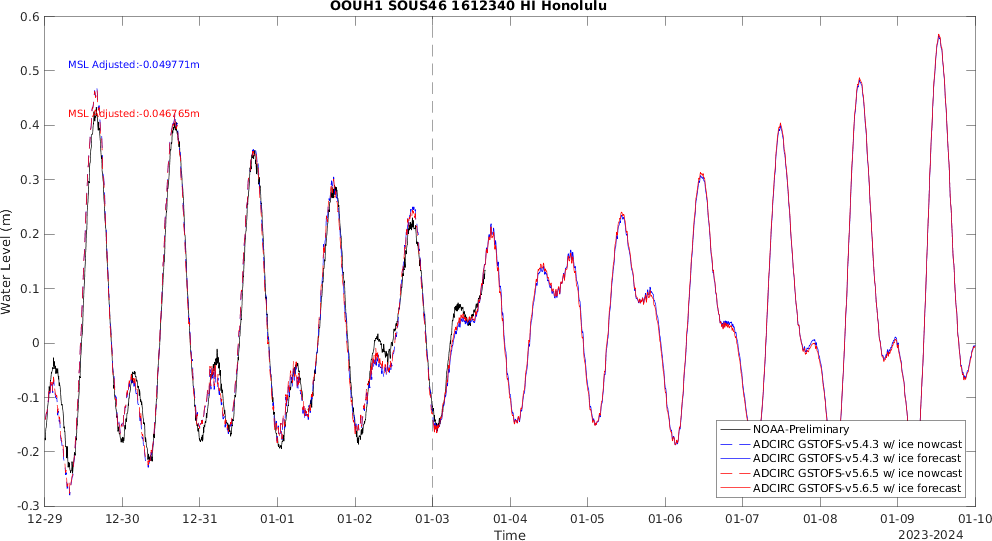 OOUH1 SOUS46 1612340 HI Honolulu
0.6
0.5
0.4
0.3
0.2
0.1
0
-0.1
-0.2
-0.3
Water Level (m)
MSL Adjusted:-0.049771m
MSL Adjusted:-0.046765m
NOAA-Preliminary
ADCIRC GSTOFS-v5.4.3 w/ ice nowcast
ADCIRC GSTOFS-v5.4.3 w/ ice forecast
ADCIRC GSTOFS-v5.6.5 w/ ice nowcast
ADCIRC GSTOFS-v5.6.5 w/ ice forecast
12-29 12-30 12-31 01-01 01-02 01-03 01-04 01-05 01-06 01-07 01-08 01-09 01-10
Time
2023-2024